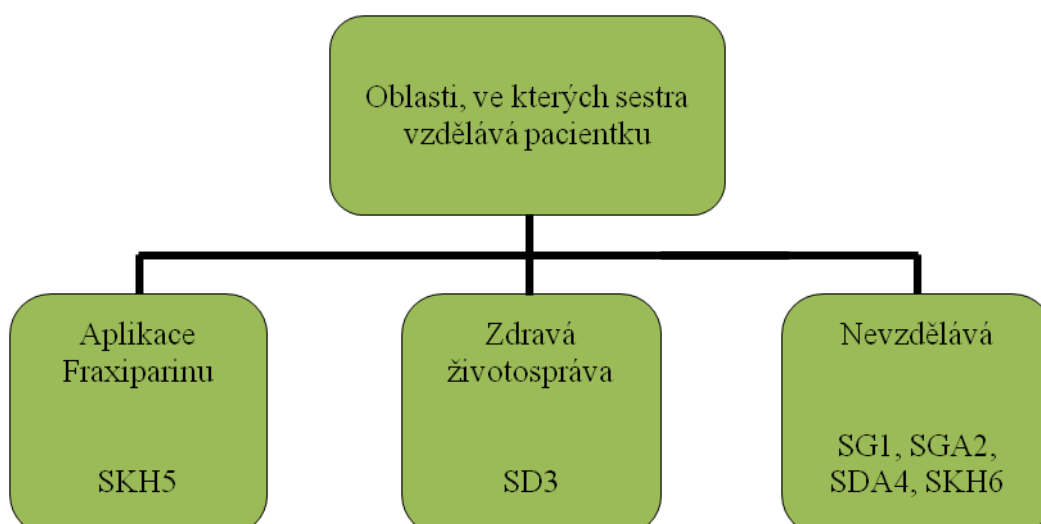 Oblasti, ve kterých sestra
vzdělává pacientku
Aplikace
Fraxiparinu
SKH5
Zdravá
životospráva
SD3
Nevzdělává
SG1, SGA2,
SDA4, SKH6